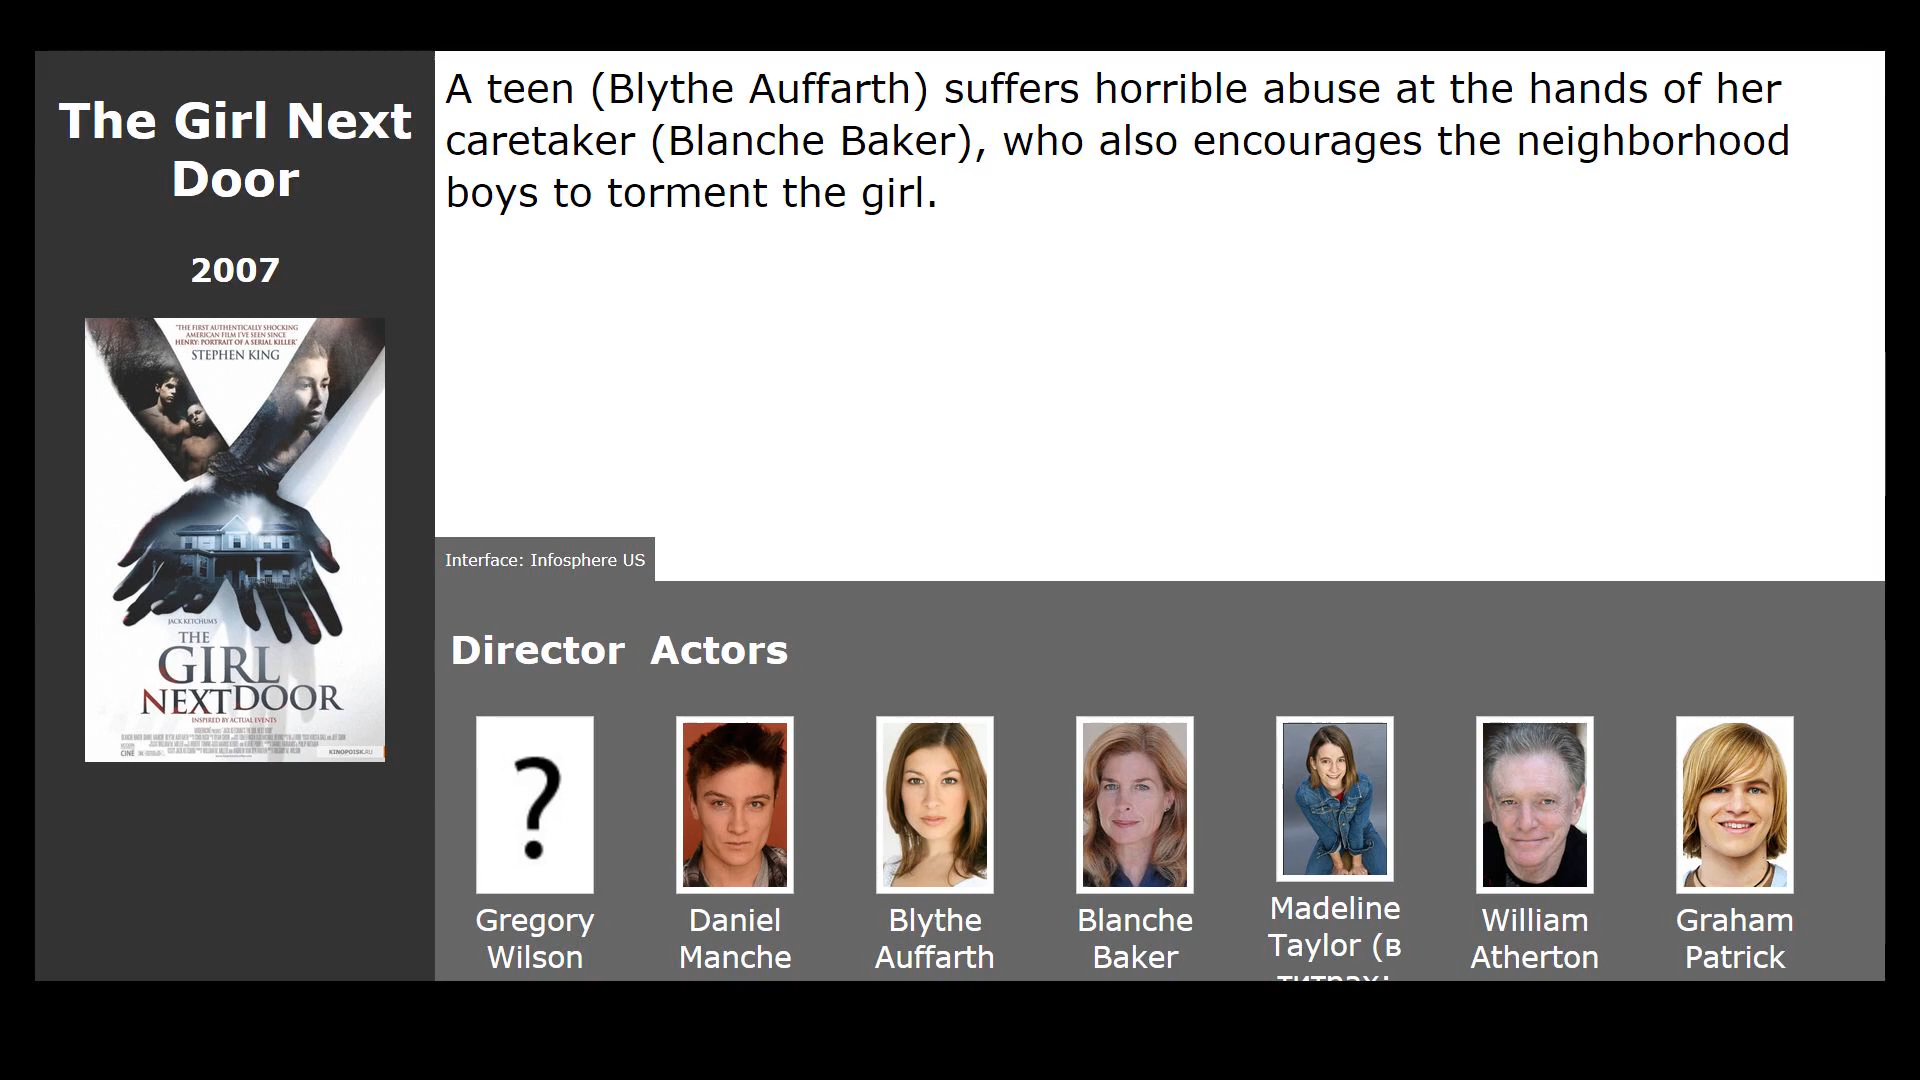 The Girl Next
Door
2007
"THE FIRST AUTHENTICALLY SHOCKING
AMERICAN FILM I'VE SEEN SINCE
HENRY: PORTRAIT OF A SERIAL KILLER"
STEPHEN KING
JACK KETCHUM'S
THE
GIRL
NEXT DOOR
INSPIRED BY ACTUAL EVENTS
KINOPOISK.RU
A teen (Blythe Auffarth) suffers horrible abuse at the hands of her
caretaker (Blanche Baker), who also encourages the neighborhood
boys to torment the girl.
Interface: Infosphere US
Director Actors
?
Gregory
Wilson
Daniel
Manche
Blythe
Auffarth
Blanche
Baker
Madeline
Taylor (в
титрах:
William
Atherton
Graham
Patrick